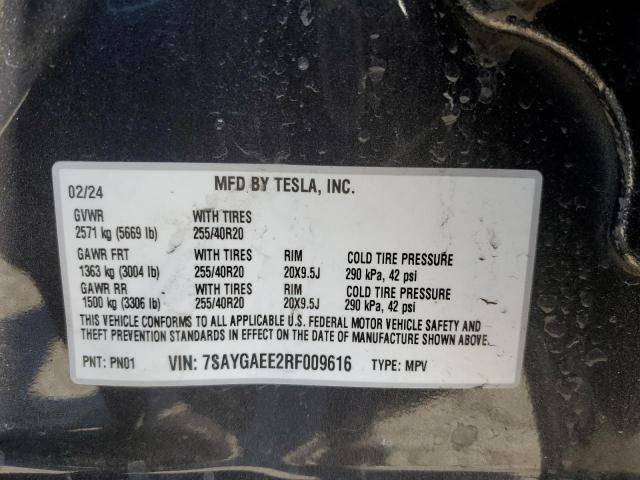 MFD BY TESLA, INC.
02/24
GVWR WITH TIRES
2571 kg (5669 lb) 255/40R20
GAWR FRT WITH TIRES RIM COLD TIRE PRESSURE
1363 kg (3004 lb) 255/40R20 20X9.5J 290 kPa, 42 psi
GAWR RR WITH TIRES RIM COLD TIRE PRESSURE
1500 kg (3306 lb) 255/40R20 20X9.5J 290 kPa, 42 psi
THIS VEHICLE CONFORMS TO ALL APPLICABLE U.S. FEDERAL MOTOR VEHICLE SAFETY AND
THEFT PREVENTION STANDARDS IN EFFECT ON THE DATE OF MANUFACTURE SHOWN ABOVE.
PNT: PN01 VIN: 7SAYGAEE2RF009616 TYPE: MPV